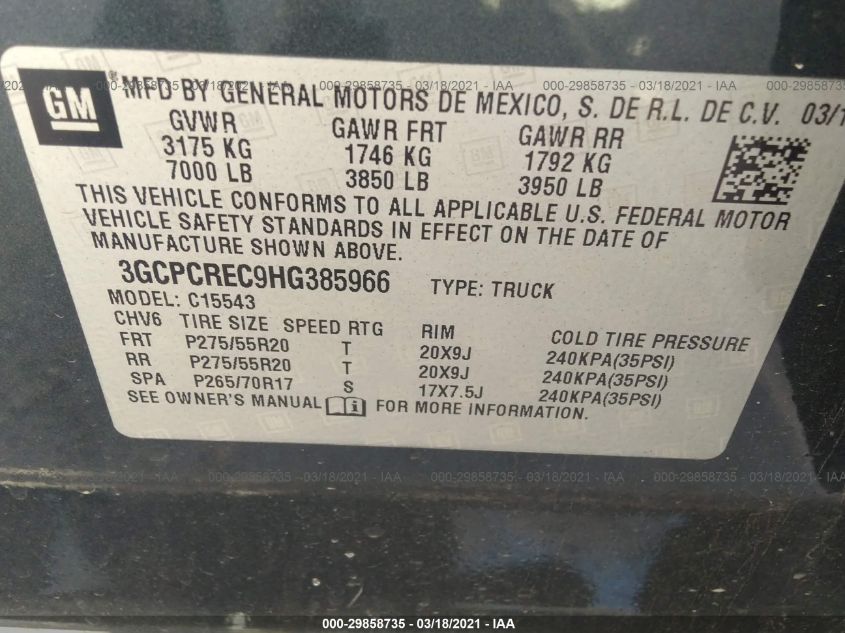 GM
® MFD BY GENERAL MOTORS DE MEXICO, S. DE R.L. DE C.V. 03/1
GVWR GAWR FRT GAWR RR
3175 KG 1746 KG 1792 KG
7000 LB 3850 LB 3950 LB
THIS VEHICLE CONFORMS TO ALL APPLICABLE U.S. FEDERAL MOTOR
VEHICLE SAFETY STANDARDS IN EFFECT ON THE DATE OF
MANUFACTURE SHOWN ABOVE.
3GCPCREC9HG385966 TYPE: TRUCK
MODEL: C15543
CHV6 TIRE SIZE SPEED RTG RIM COLD TIRE PRESSURE
FRT P275/55R20 T 20X9J 240KPA(35PSI)
RR P275/55R20 T 20X9J 240KPA(35PSI)
SPA P265/70R17 S 17X7.5J 240KPA(35PSI)
SEE OWNER'S MANUAL i FOR MORE INFORMATION.
000-29858735 - 03/18/2021 - IAA